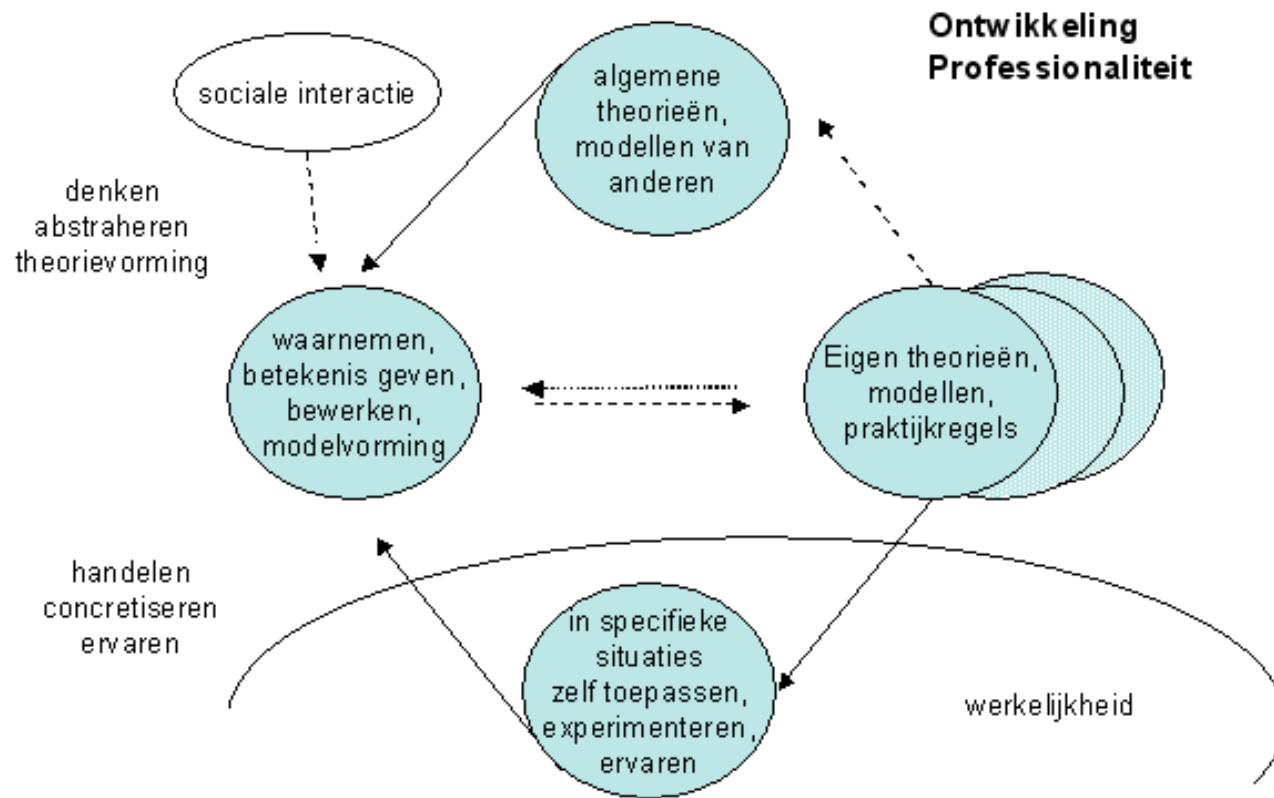 Ontwikkeling
Professionaliteit
sociale interactie
algemene
theorieën,
modellen van
anderen
denken
abstraheren
theorievorming
waarnemen,
betekenis geven,
bewerken,
modelvorming
Eigen theorieën,
modellen,
praktijkregels
handelen
concretiseren
ervaren
in specifieke
situaties
zelf toepassen,
experimenteren,
ervaren
werkelijkheid